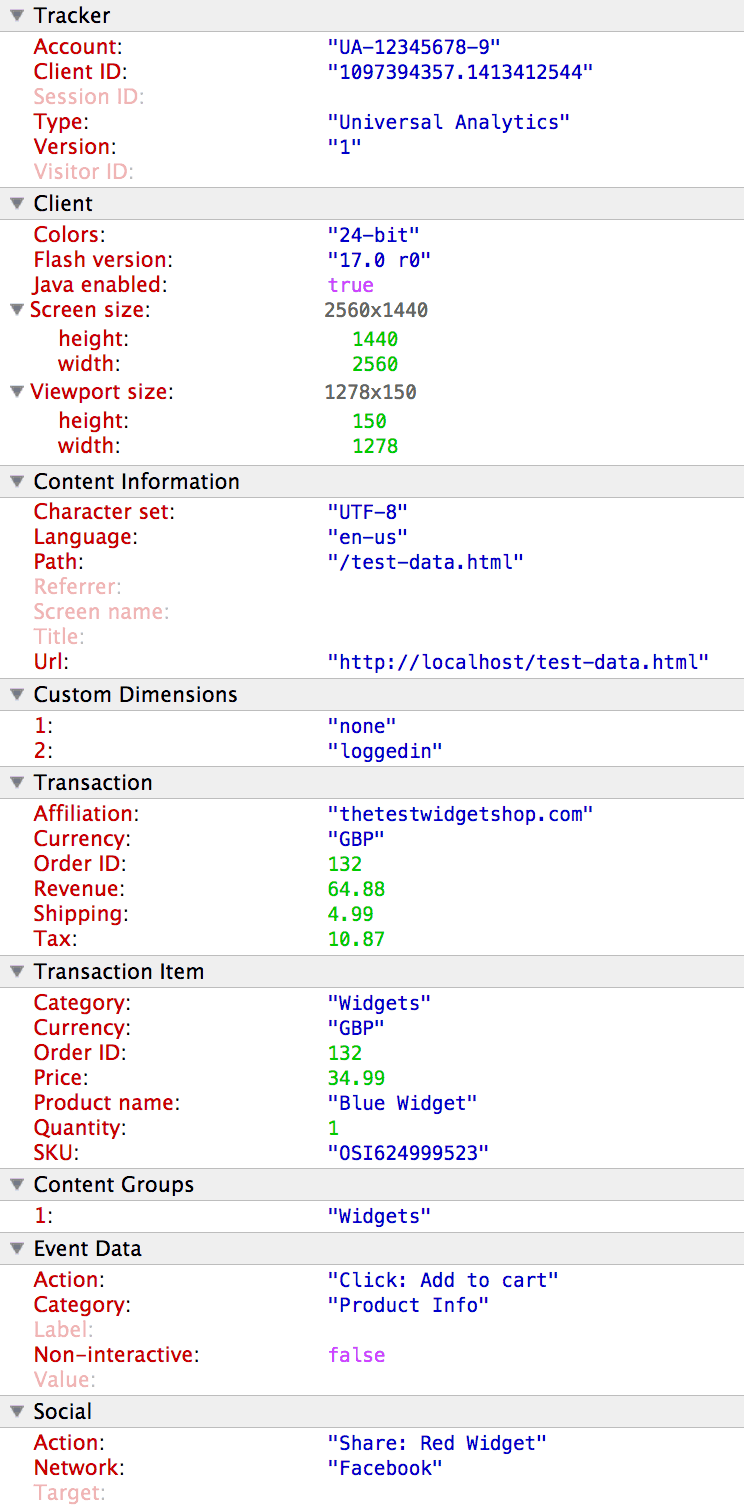 Tracker
Account: "UA-12345678-9"
Client ID: "1097394357.1413412544"
Session ID:
Type: "Universal Analytics"
Version: "1"
Visitor ID:
Client
Colors: "24-bit"
Flash version: "17.0 r0"
Java enabled: true
Screen size: 2560x1440
height: 1440
width: 2560
Viewport size: 1278x150
height: 150
width: 1278
Content Information
Character set: "UTF-8"
Language: "en-us"
Path: "/test-data.html"
Referrer:
Screen name:
Title:
Url: "http://localhost/test-data.html"
Custom Dimensions
1: "none"
2: "loggedin"
Transaction
Affiliation: "thetestwidgetshop.com"
Currency: "GBP"
Order ID: 132
Revenue: 64.88
Shipping: 4.99
Tax: 10.87
Transaction Item
Category: "Widgets"
Currency: "GBP"
Order ID: 132
Price: 34.99
Product name: "Blue Widget"
Quantity: 1
SKU: "OSI624999523"
Content Groups
1: "Widgets"
Event Data
Action: "Click: Add to cart"
Category: "Product Info"
Label:
Non-interactive: false
Value:
Social
Action: "Share: Red Widget"
Network: "Facebook"
Target: